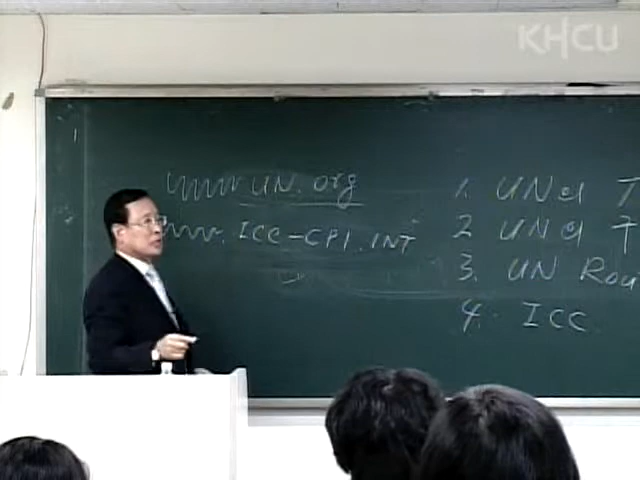 KHCU
www.UN.org
www.ICC-CPI.INT
1. UN의
2 UN의
3. UN Rou
4. ICC